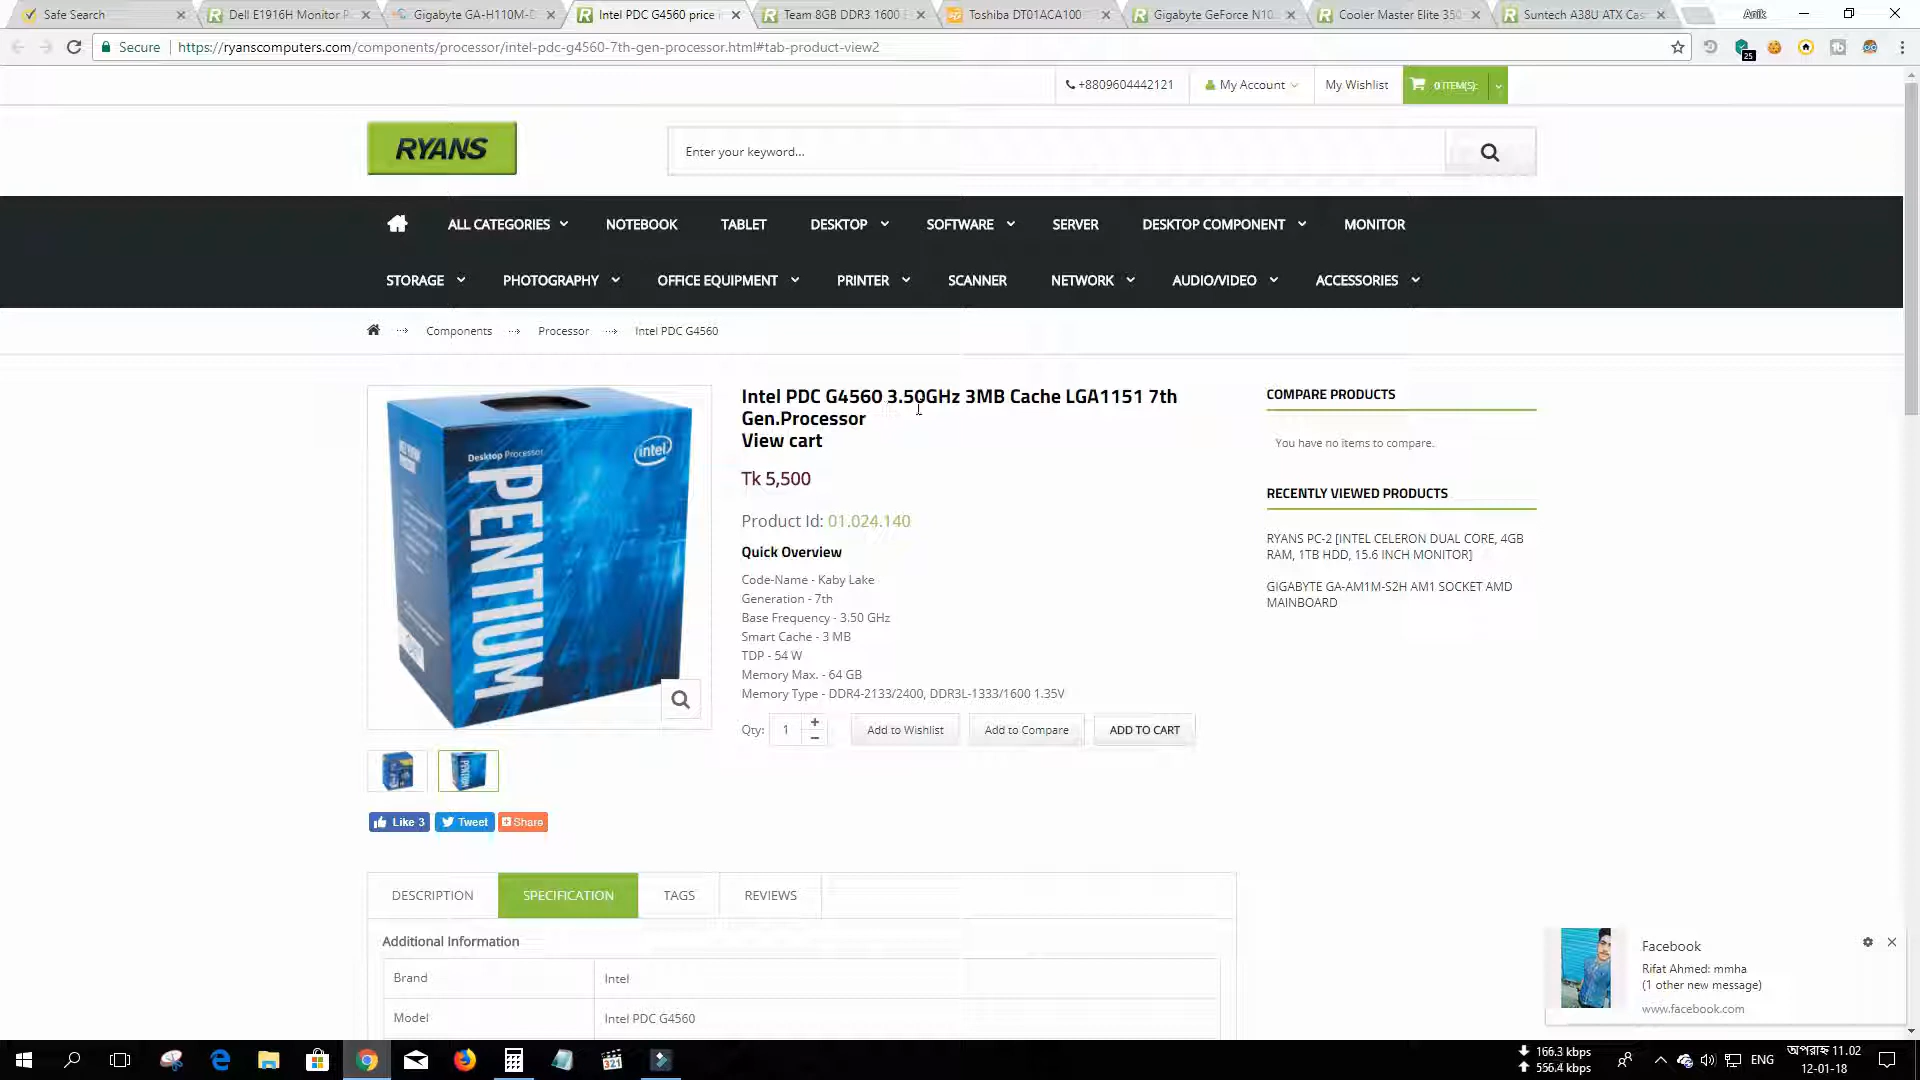 Safe Search
Dell E1916H Monitor P
Gigabyte GA-H110M-D
Intel PDC G4560 price i
Team 8GB DDR3 1600 B
Toshiba DT01ACA100
Gigabyte GeForce N10
Cooler Master Elite 350
Suntech A38U ATX Cas
Anik
Secure
https://ryanscomputers.com/components/processor/intel-pdc-g4560-7th-gen-processor.html#tab-product-view2
25
+8809604442121
My Account
My Wishlist
0 ITEM(S):
RYANS
Enter your keyword...
ALL CATEGORIES
NOTEBOOK
TABLET
DESKTOP
SOFTWARE
SERVER
DESKTOP COMPONENT
MONITOR
STORAGE
PHOTOGRAPHY
OFFICE EQUIPMENT
PRINTER
SCANNER
NETWORK
AUDIO/VIDEO
ACCESSORIES
Components
Processor
Intel PDC G4560
Desktop Processor
intel
PENTIUM
Intel PDC G4560 3.50GHz 3MB Cache LGA1151 7th
Gen.Processor
View cart
Tk 5,500
Product Id: 01.024.140
Quick Overview
Code-Name - Kaby Lake
Generation - 7th
Base Frequency - 3.50 GHz
Smart Cache - 3 MB
TDP - 54 W
Memory Max. - 64 GB
Memory Type - DDR4-2133/2400, DDR3L-1333/1600 1.35V
Qty: 1
Add to Wishlist
Add to Compare
ADD TO CART
COMPARE PRODUCTS
You have no items to compare.
RECENTLY VIEWED PRODUCTS
RYANS PC-2 [INTEL CELERON DUAL CORE, 4GB
RAM, 1TB HDD, 15.6 INCH MONITOR]
GIGABYTE GA-AM1M-S2H AM1 SOCKET AMD
MAINBOARD
Like 3
Tweet
Share
DESCRIPTION
SPECIFICATION
TAGS
REVIEWS
Additional Information
Brand
Intel
Model
Intel PDC G4560
Facebook
Rifat Ahmed: mmha
(1 other new message)
www.facebook.com
321
166.3 kbps
556.4 kbps
ENG
অপরাহ্ন 11.02
12-01-18